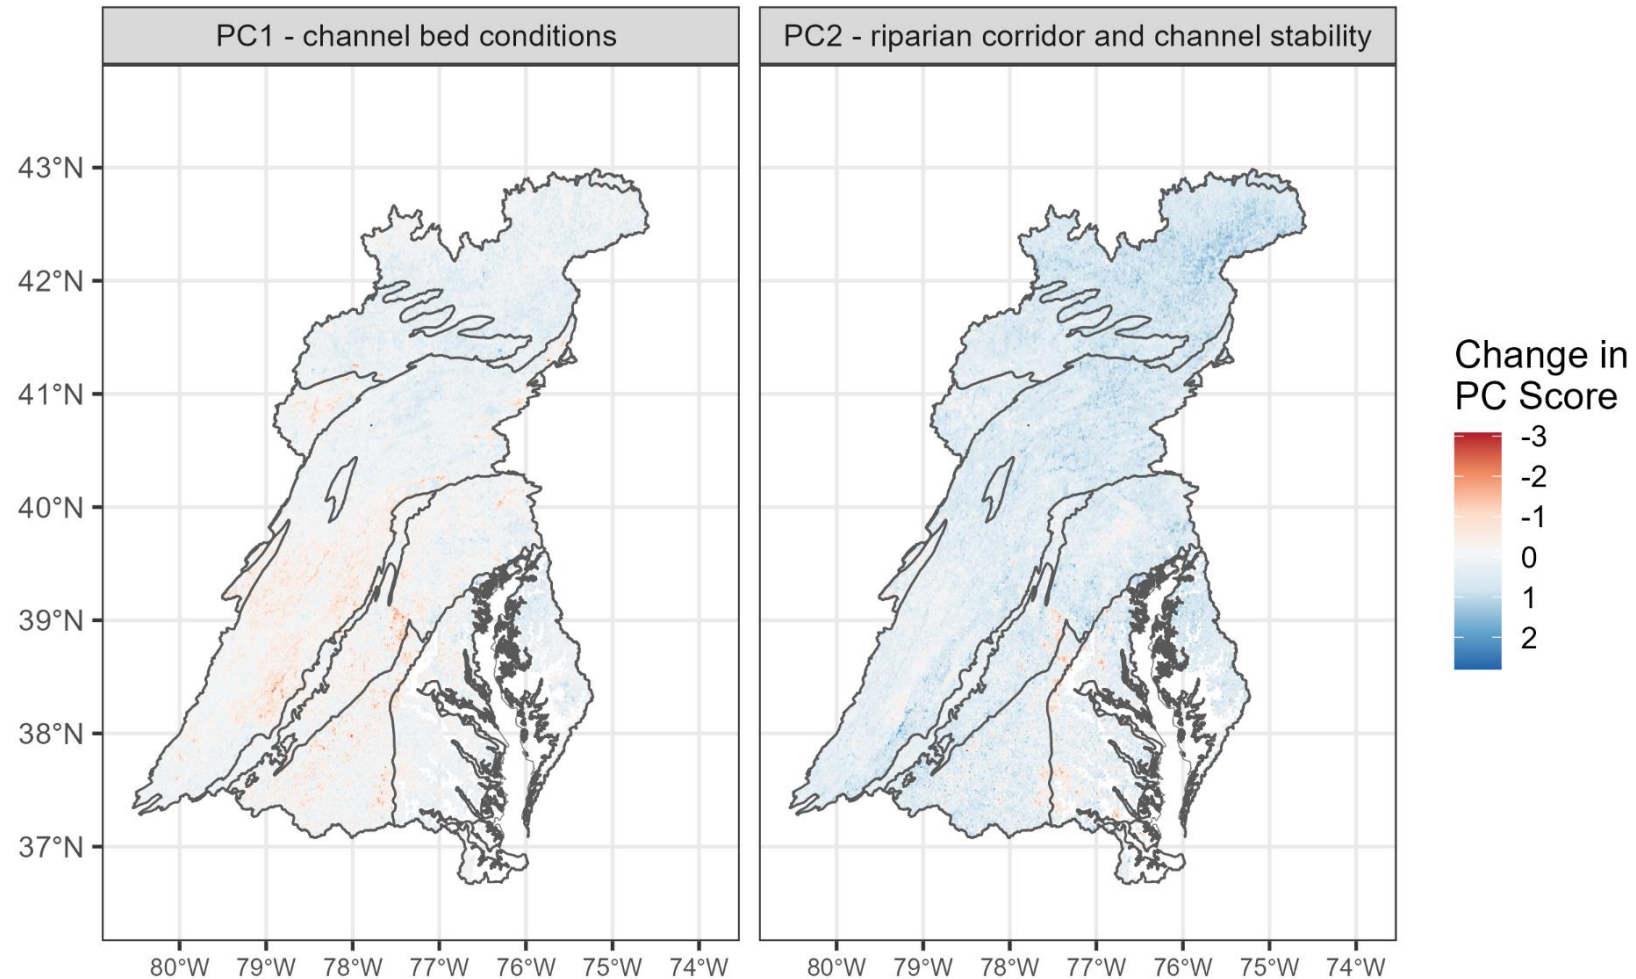 PC1 - channel bed conditions
PC2 - riparian corridor and channel stability
43°N
42°N
41°N
40°N
39°N
38°N
37°N
80°W 79°W 78°W 77°W 76°W 75°W 74°W
80°W 79°W 78°W 77°W 76°W 75°W 74°W
Change in
PC Score
-3
-2
-1
0
1
2